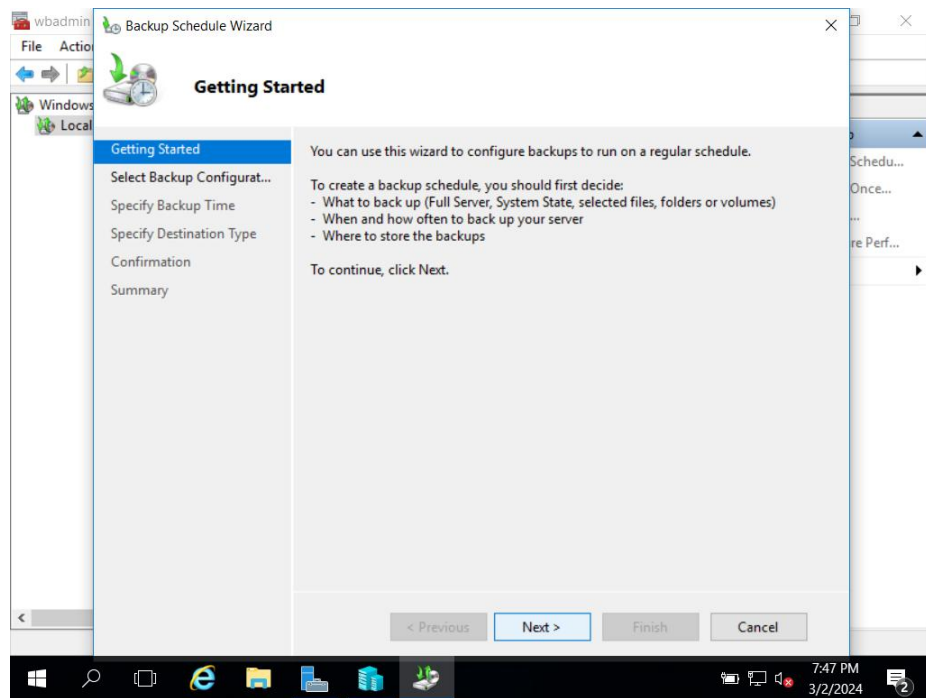 wbadmin
Backup Schedule Wizard
File Action
Getting Started
Windows
Local
Getting Started
Select Backup Configurat...
Specify Backup Time
Specify Destination Type
Confirmation
Summary
You can use this wizard to configure backups to run on a regular schedule.
To create a backup schedule, you should first decide:
- What to back up (Full Server, System State, selected files, folders or volumes)
- When and how often to back up your server
- Where to store the backups
To continue, click Next.
Schedu...
Once...
...
re Perf...
< Previous
Next >
Finish
Cancel
7:47 PM
3/2/2024
2